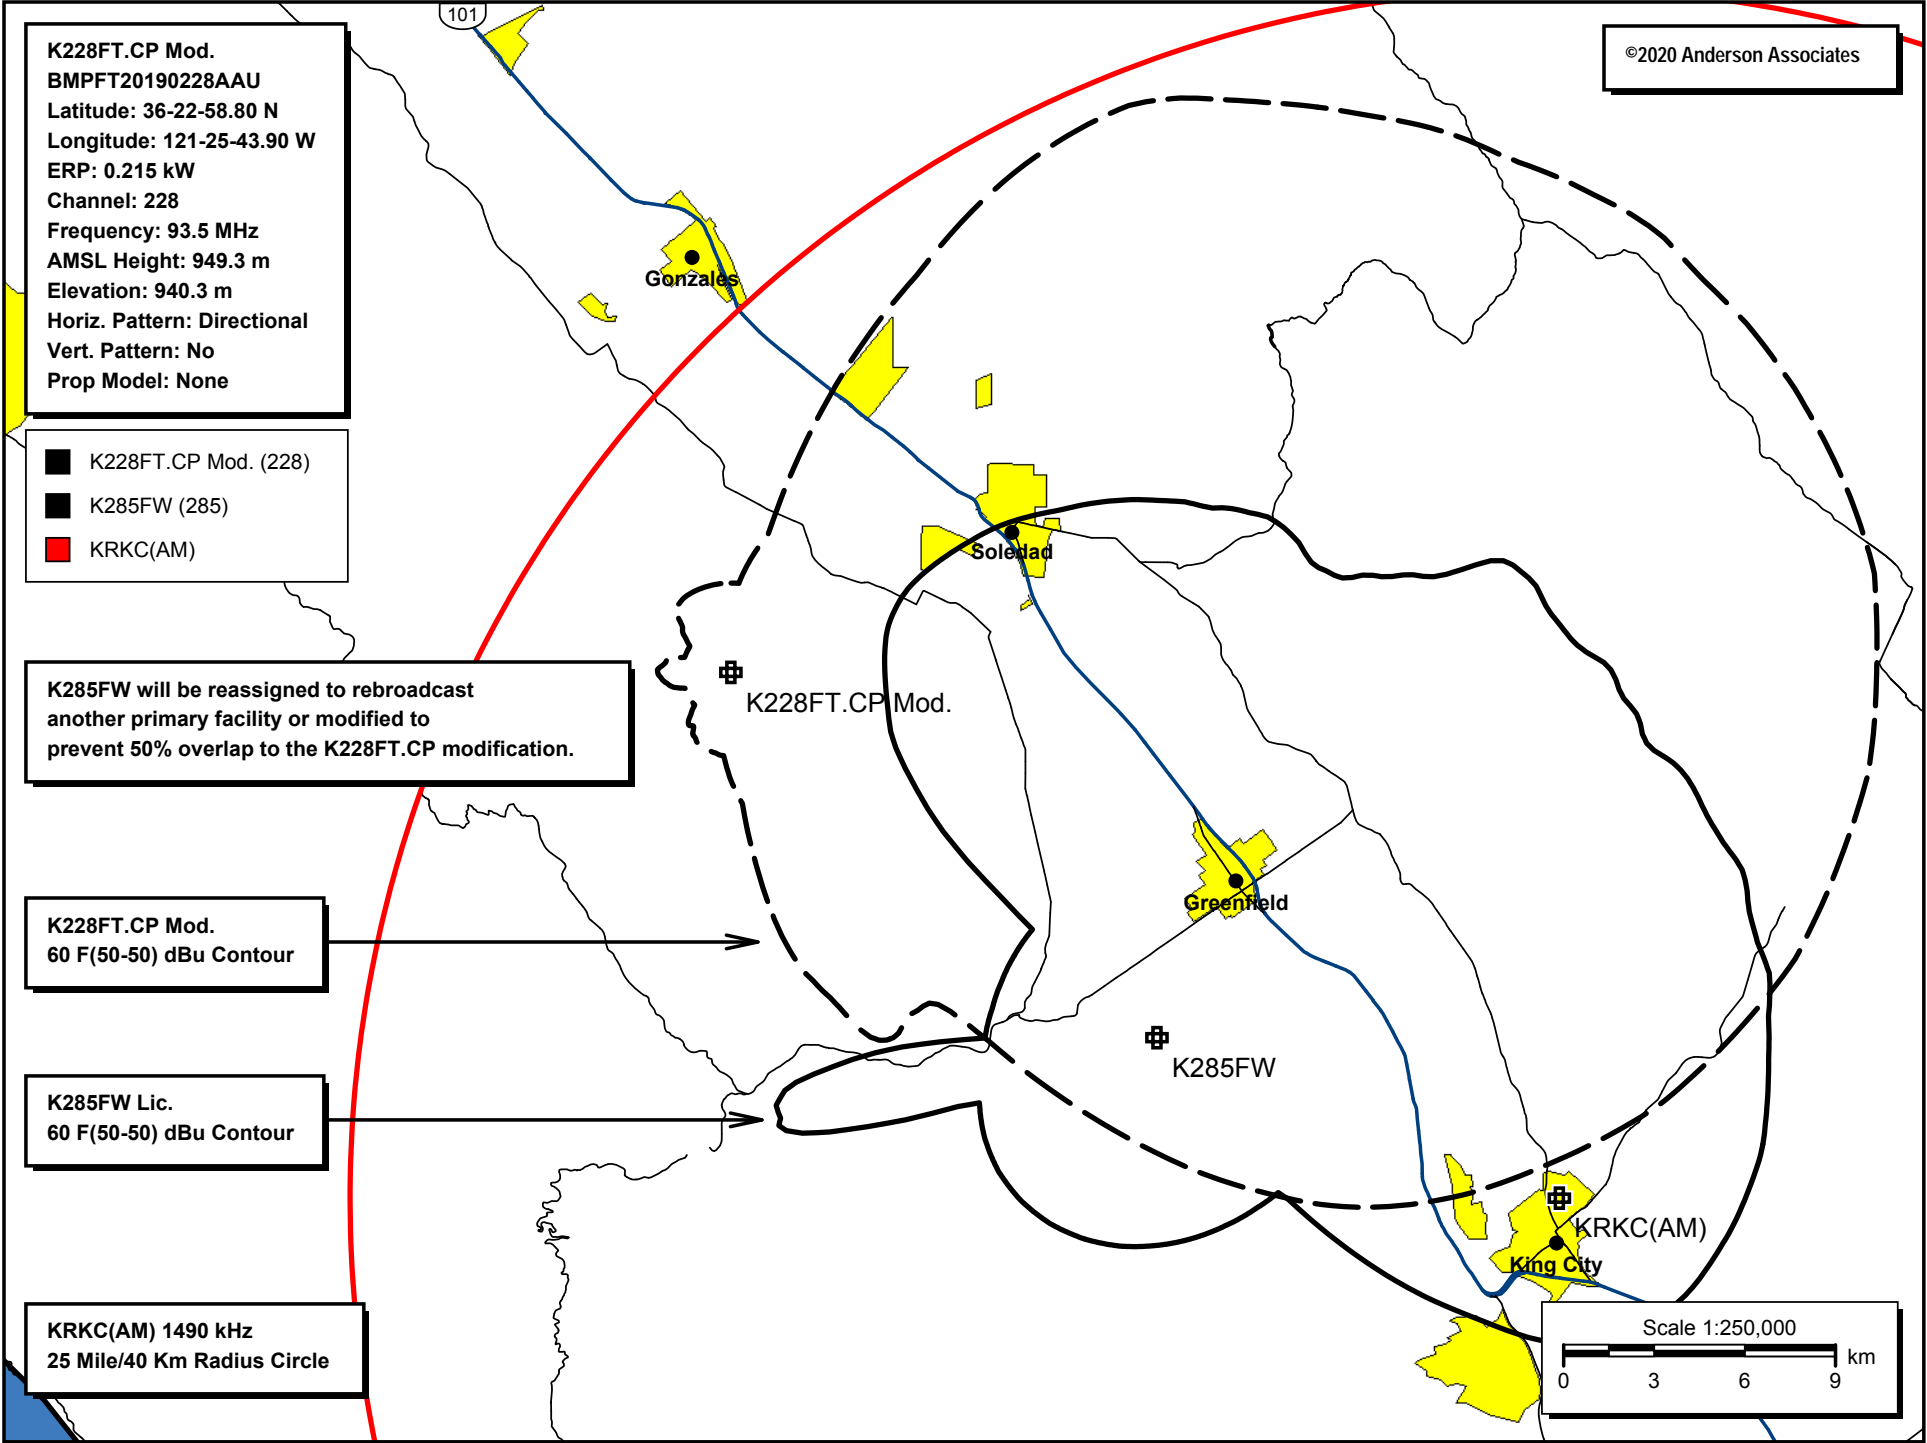 101
K228FT.CP Mod.
BMPFT20190228AAU
Latitude: 36-22-58.80 N
Longitude: 121-25-43.90 W
ERP: 0.215 kW
Channel: 228
Frequency: 93.5 MHz
AMSL Height: 949.3 m
Elevation: 940.3 m
Horiz. Pattern: Directional
Vert. Pattern: No
Prop Model: None
©2020 Anderson Associates
K228FT.CP Mod. (228)
K285FW (285)
KRKC(AM)
Gonzales
Soledad
K285FW will be reassigned to rebroadcast
another primary facility or modified to
prevent 50% overlap to the K228FT.CP modification.
K228FT.CP Mod.
Greenfield
K228FT.CP Mod.
60 F(50-50) dBu Contour
K285FW
K285FW Lic.
60 F(50-50) dBu Contour
KRKC(AM)
King City
KRKC(AM) 1490 kHz
25 Mile/40 Km Radius Circle
Scale 1:250,000
km
0 3 6 9